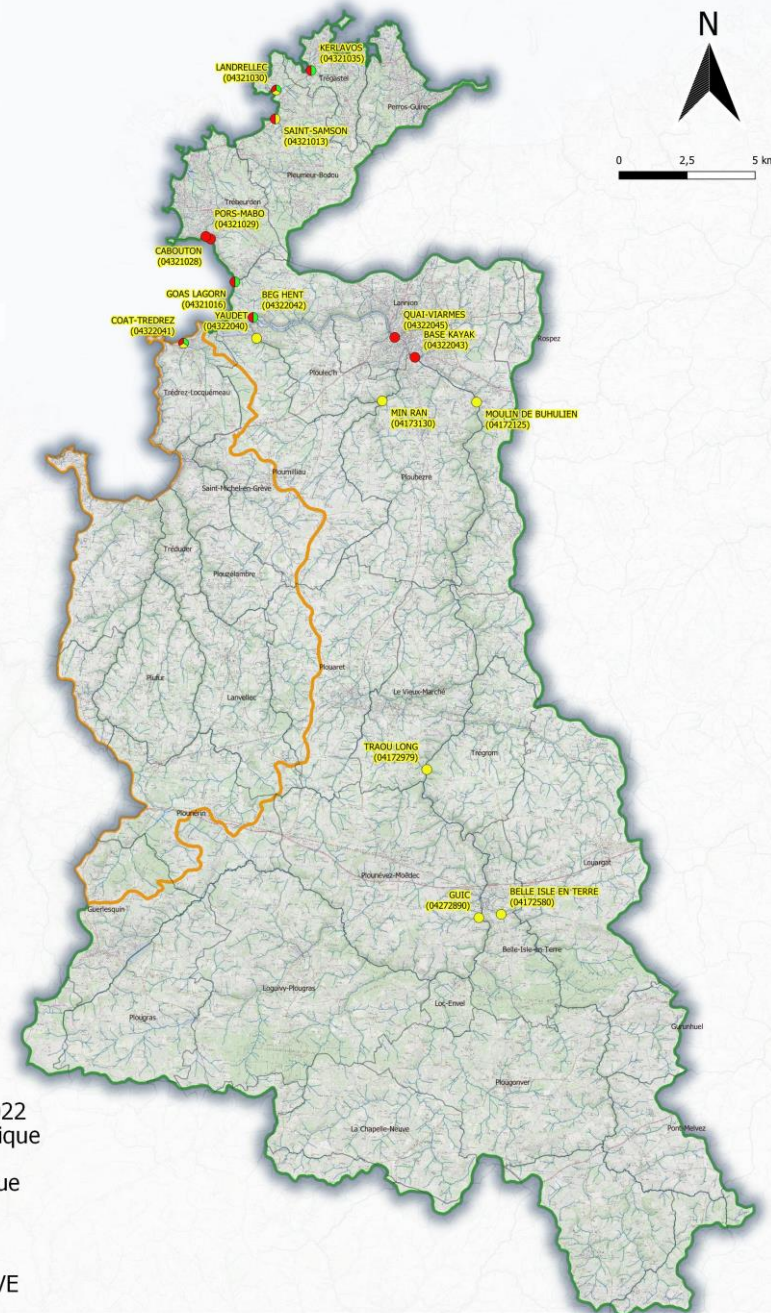 N
0 2,5 5 km
KERLAVOS
(04321035)
LANDRELLEC
(04321030)
Trégastel
Perros-Guirec
SAINT-SAMSON
(04321013)
Pleumeur-Bodou
Trébeurden
PORS-MABO
(04321029)
CABOUTON
(04321028)
GOAS LAGORN
(04321016)
BEG HENT
(04322042)
YAUDET
(04322040)
COAT-TREDREZ
(04322041)
Lannion
QUAI-VIARMES
(04322045)
BASE KAYAK
(04322043)
Rospez
Ploulec'h
Trédrez-Locquémeau
MIN RAN
(04173130)
MOULIN DE BUHULIEN
(04172125)
Ploumilliau
Ploubezre
Saint-Michel-en-Grève
Tréduder
Plouzélambre
Plouaret
Plufur
Lanvellec
Le Vieux-Marché
TRAOU LONG
(04172979)
Trégrom
Plounérin
Plounévez-Moëdec
Louargat
GUIC
(04272890)
BELLE ISLE EN TERRE
(04172580)
Guerlesquin
Belle-Isle-en-Terre
Loguivy-Plougras
Loc-Envel
Plougras
Gurunhuel
Plougonver
22
ique
La Chapelle-Neuve
Pont-Melvez
ue
VE